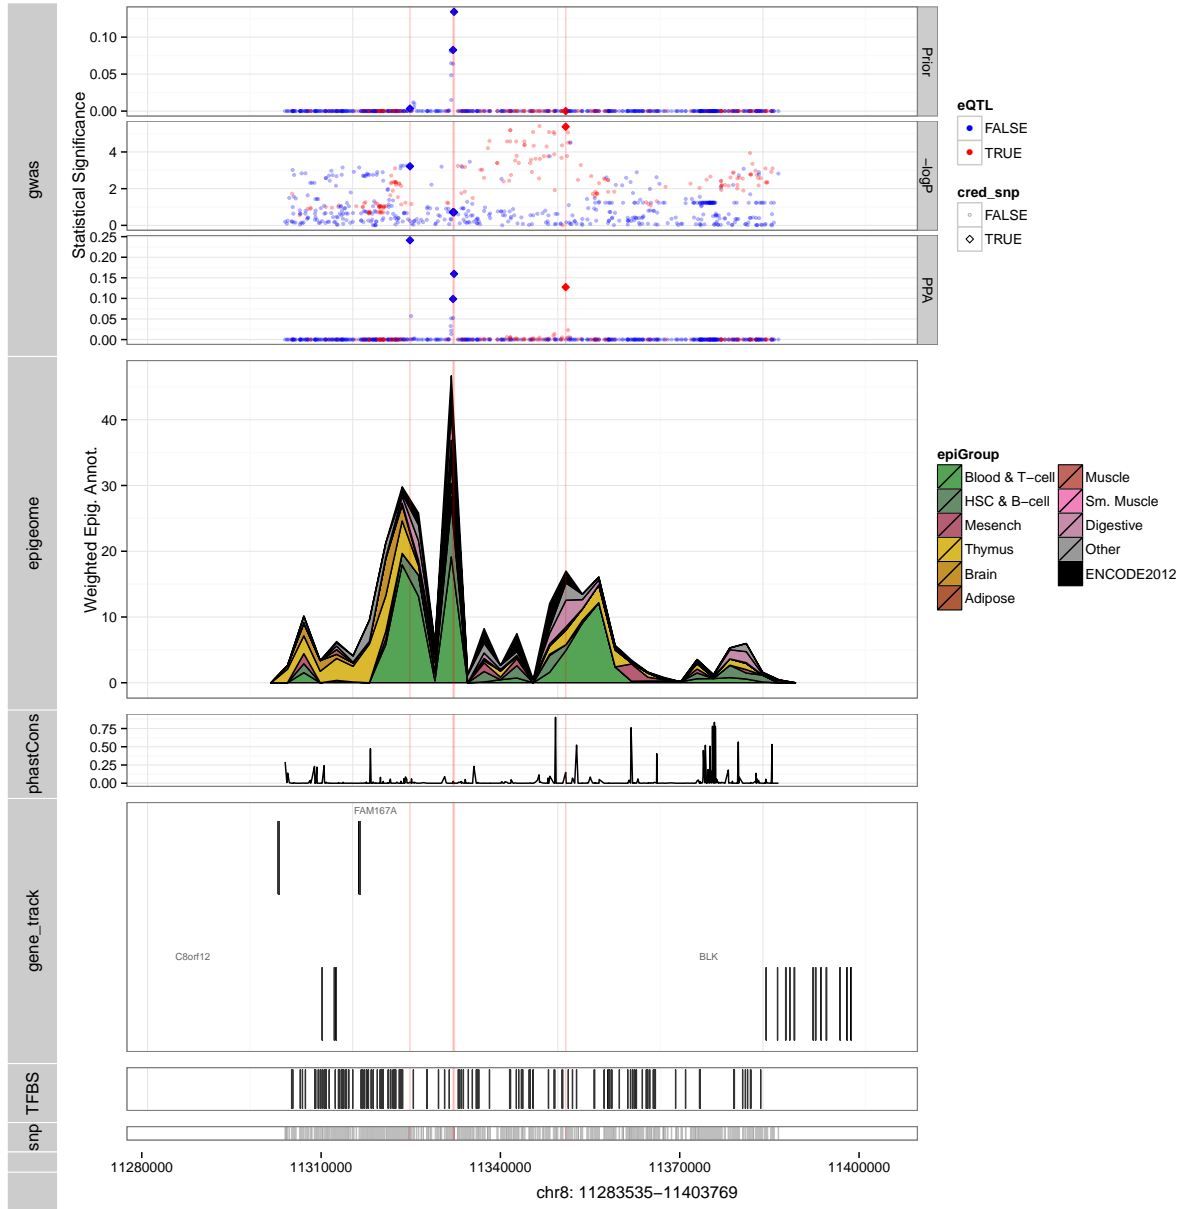 gwas
Statistical Significance
0.10
0.05
0.00
Prior
4
2
0
-logP
0.25
0.20
0.15
0.10
0.05
0.00
PPA
eQTL
FALSE
TRUE
cred_snp
FALSE
TRUE
epigeome
Weighted Epig. Annot.
40
30
20
10
0
epiGroup
Blood & T-cell
HSC & B-cell
Mesench
Thymus
Brain
Adipose
Muscle
Sm. Muscle
Digestive
Other
ENCODE2012
phastCons
0.75
0.50
0.25
0.00
gene_track
FAM167A
C8orf12
BLK
TFBS
snp
11280000
11310000
11340000
11370000
11400000
chr8: 11283535-11403769